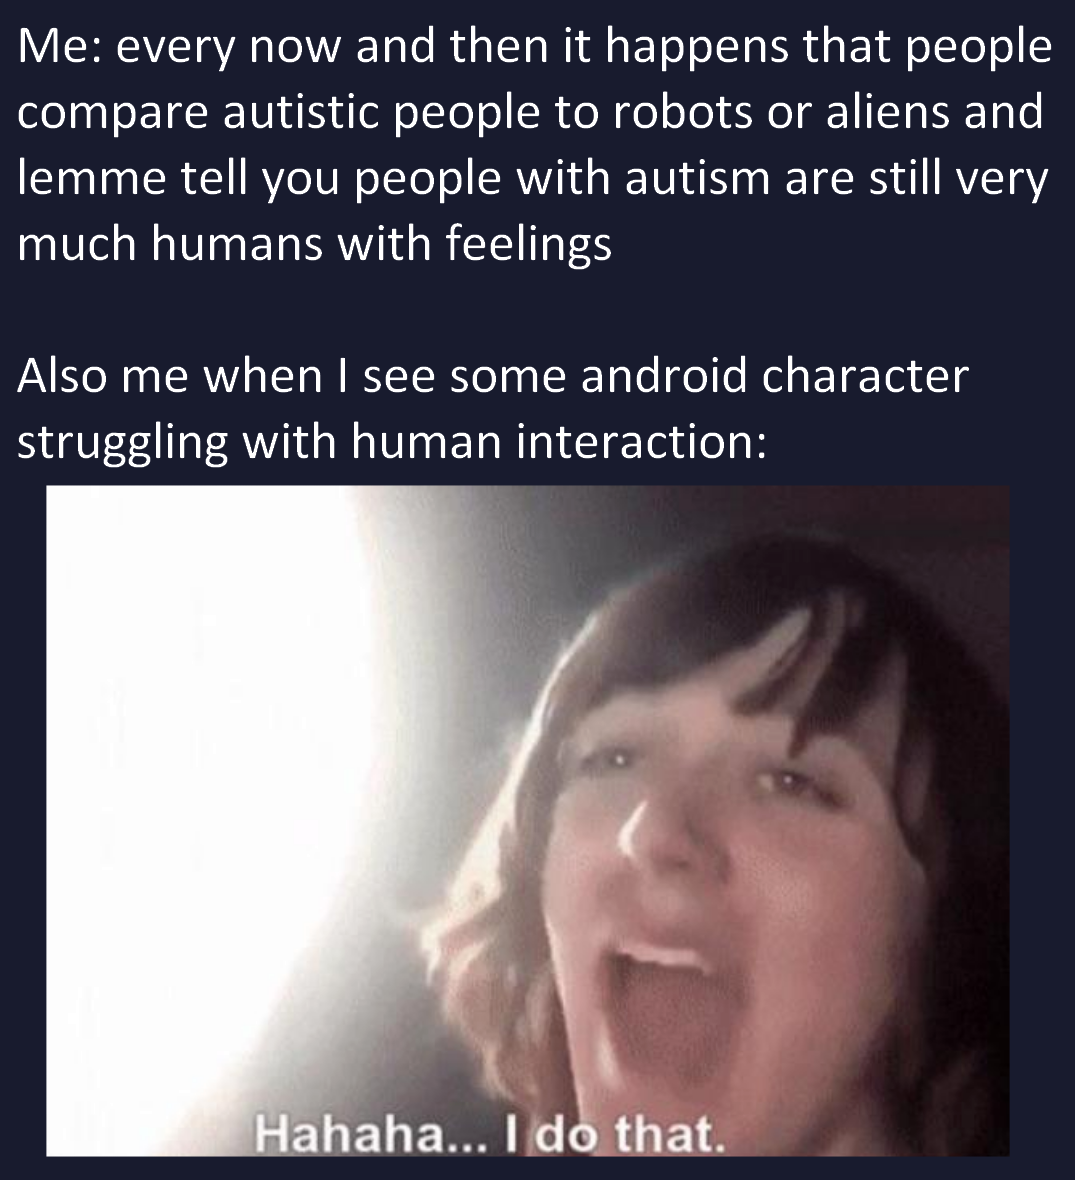 Me: every now and then it happens that people
compare autistic people to robots or aliens and
lemme tell you people with autism are still very
much humans with feelings
Also me when I see some android character
struggling with human interaction:
Hahaha... I do that.